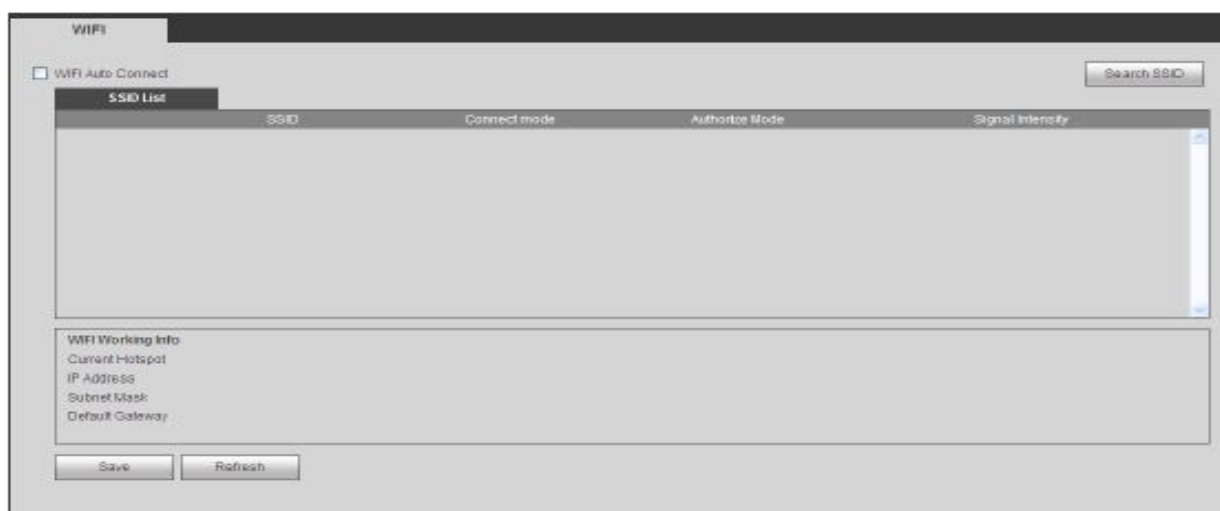 WIFI
WIFI Auto Connect
Search SSID
SSID List
SSID Connect mode Authorize Mode Signal Intensity
WIFI Working Info
Current Hotspot
IP Address
Subnet Mask
Default Gateway
Save Refresh